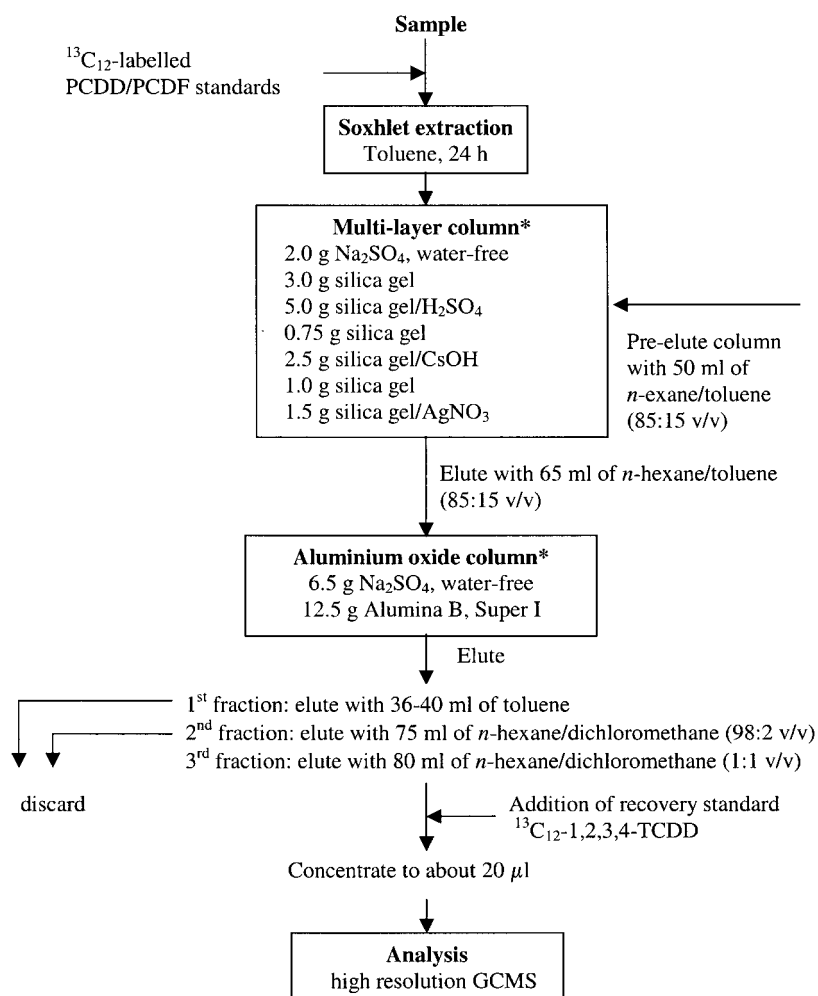 Sample
¹³C₁₂-labelled
PCDD/PCDF standards
Soxhlet extraction
Toluene, 24 h
Multi-layer column*
2.0 g Na₂SO₄, water-free
3.0 g silica gel
5.0 g silica gel/H₂SO₄
0.75 g silica gel
2.5 g silica gel/CsOH
1.0 g silica gel
1.5 g silica gel/AgNO₃
Pre-elute column
with 50 ml of
n-exane/toluene
(85:15 v/v)
Elute with 65 ml of n-hexane/toluene
(85:15 v/v)
Aluminium oxide column*
6.5 g Na₂SO₄, water-free
12.5 g Alumina B, Super I
Elute
1ˢᵗ fraction: elute with 36-40 ml of toluene
2ⁿᵈ fraction: elute with 75 ml of n-hexane/dichloromethane (98:2 v/v)
3ʳᵈ fraction: elute with 80 ml of n-hexane/dichloromethane (1:1 v/v)
discard
Addition of recovery standard
¹³C₁₂-1,2,3,4-TCDD
Concentrate to about 20 µl
Analysis
high resolution GCMS